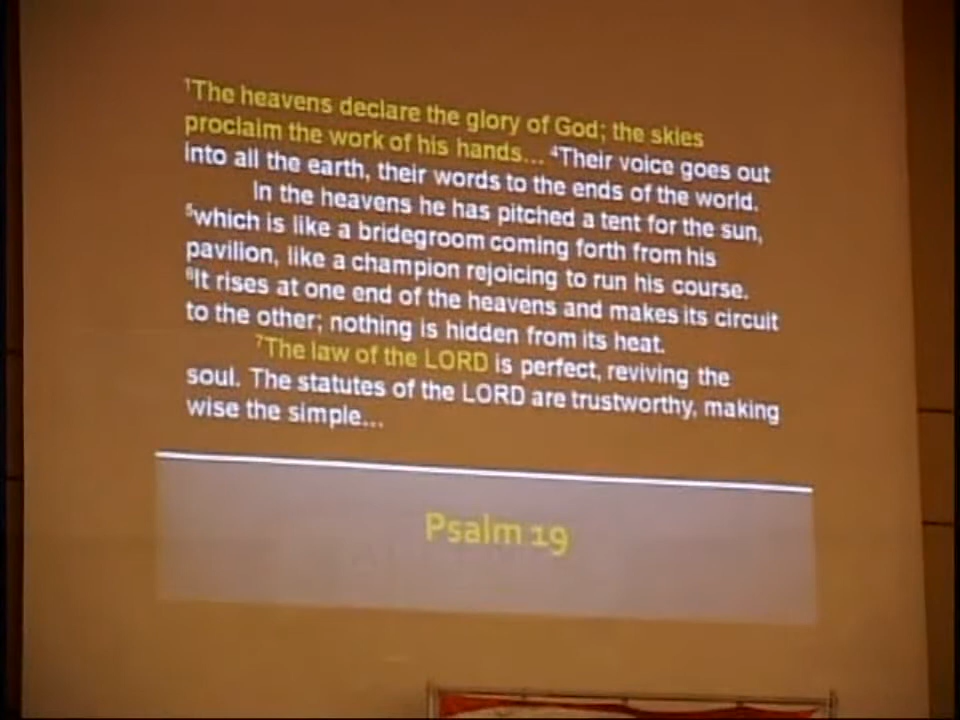 ¹The heavens declare the glory of God; the skies
proclaim the work of his hands... ⁴Their voice goes out
into all the earth, their words to the ends of the world.
In the heavens he has pitched a tent for the sun,
⁵which is like a bridegroom coming forth from his
pavilion, like a champion rejoicing to run his course.
⁶It rises at one end of the heavens and makes its circuit
to the other; nothing is hidden from its heat.
⁷The law of the LORD is perfect, reviving the
soul. The statutes of the LORD are trustworthy, making
wise the simple...
Psalm 19